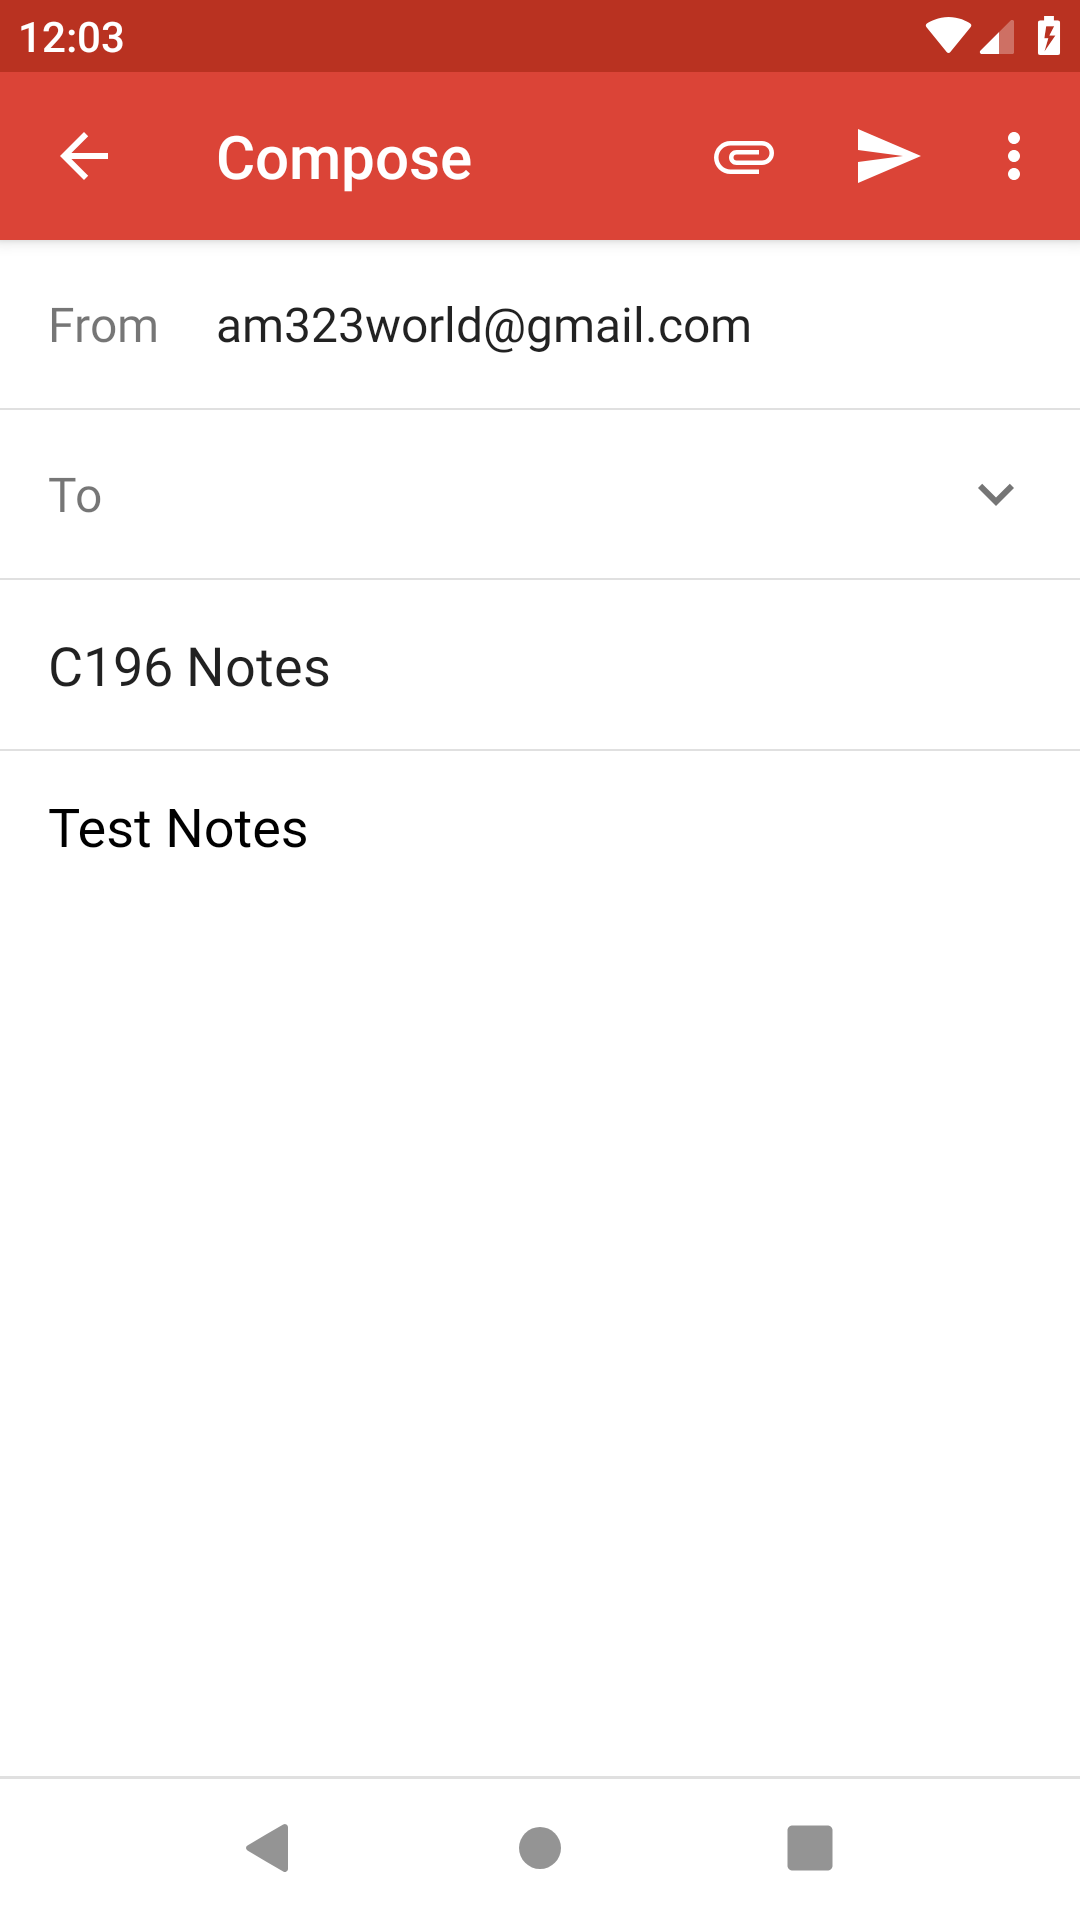 12:03
Compose
From am323world@gmail.com
To
C196 Notes
Test Notes